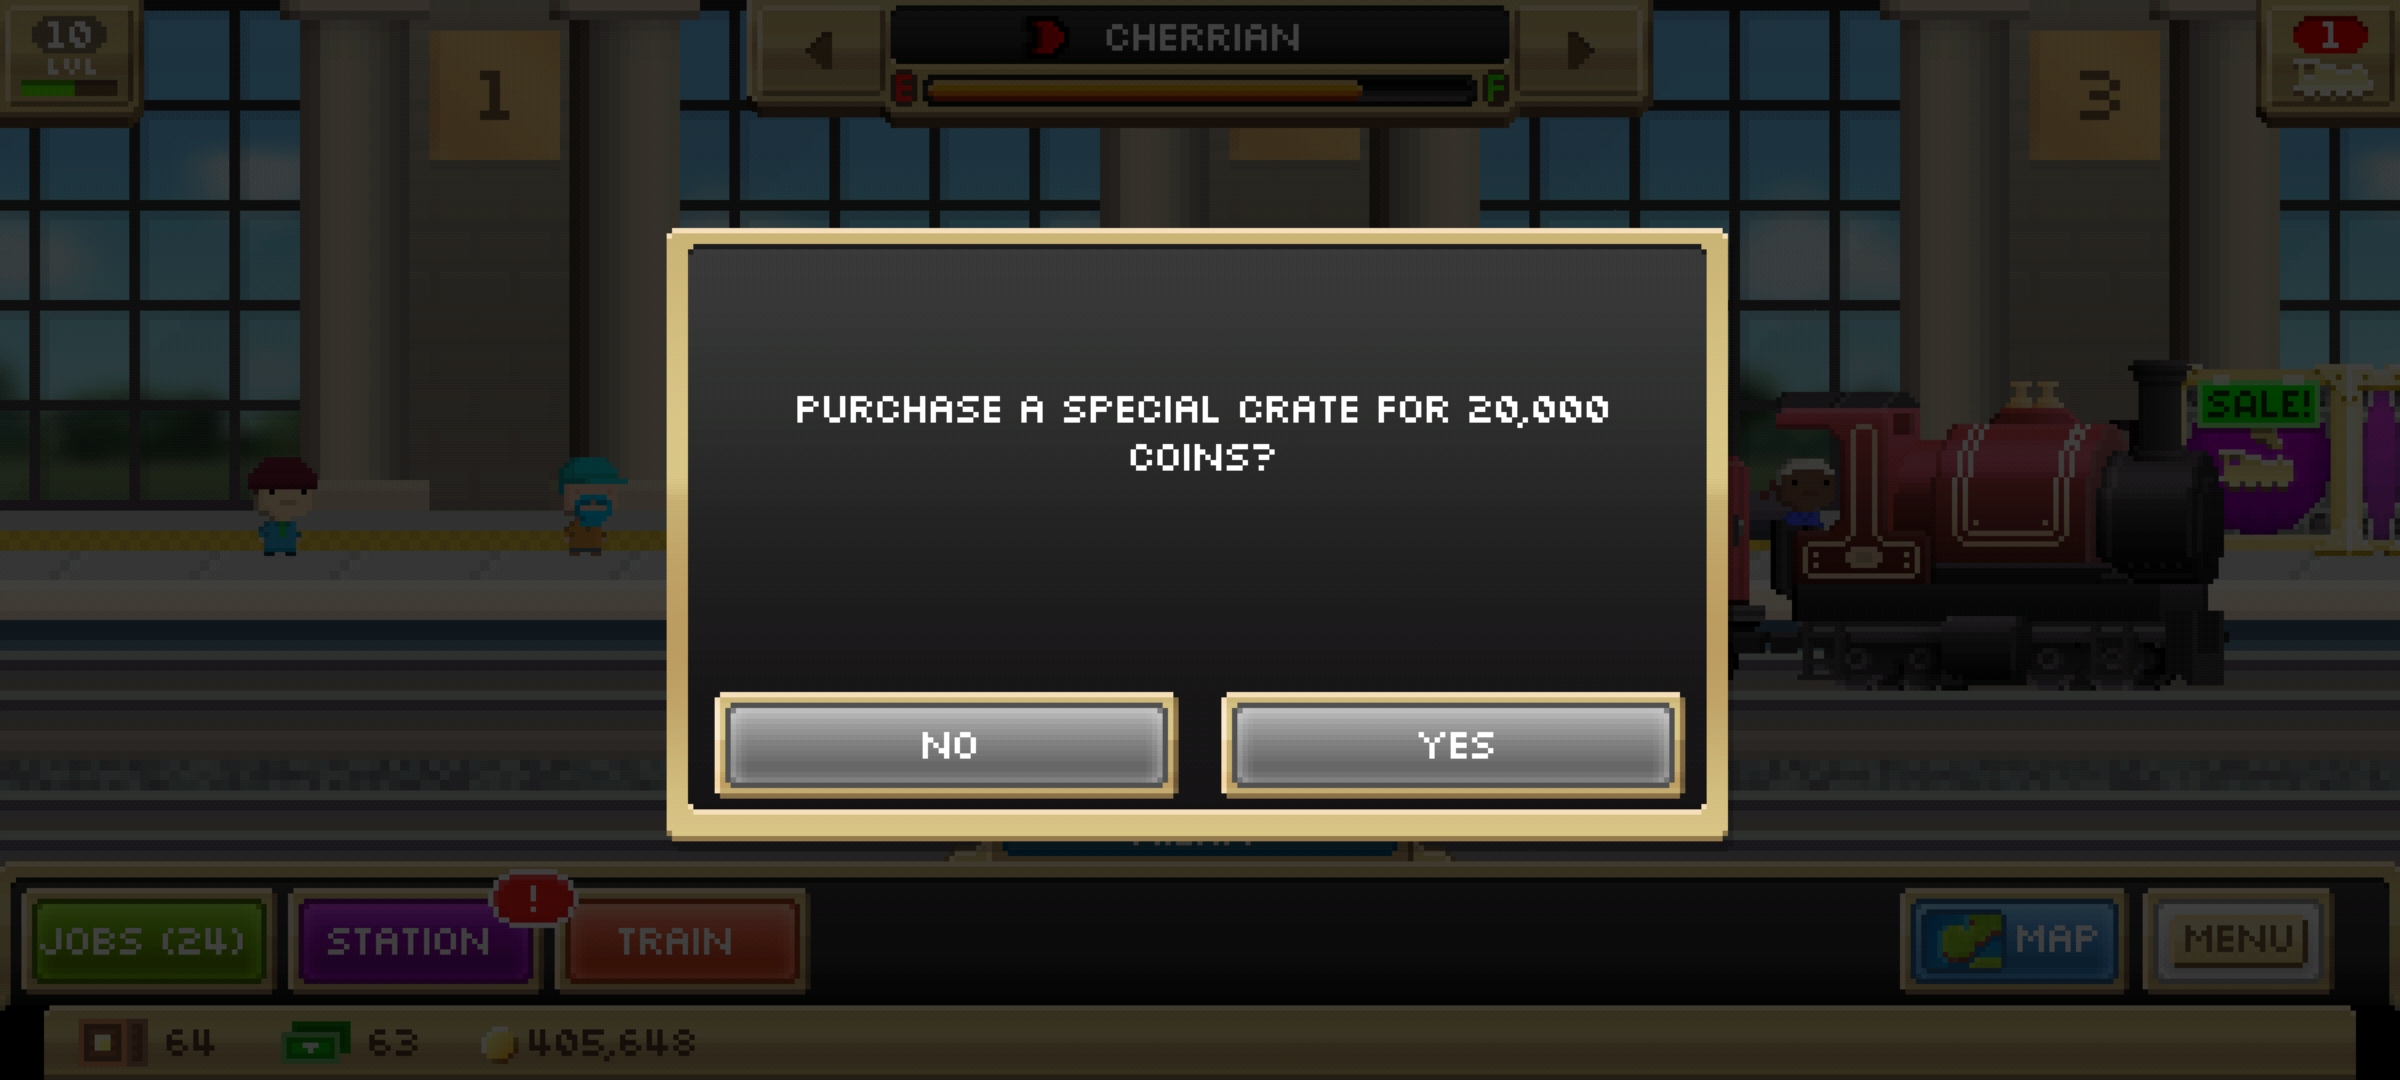 10
LVL
1
CHERRIAN
E
F
1
3
SALE!
PURCHASE A SPECIAL CRATE FOR 20,000
COINS?
NO
YES
JOBS (24)
STATION
!
TRAIN
MAP
MENU
64
63
405,648